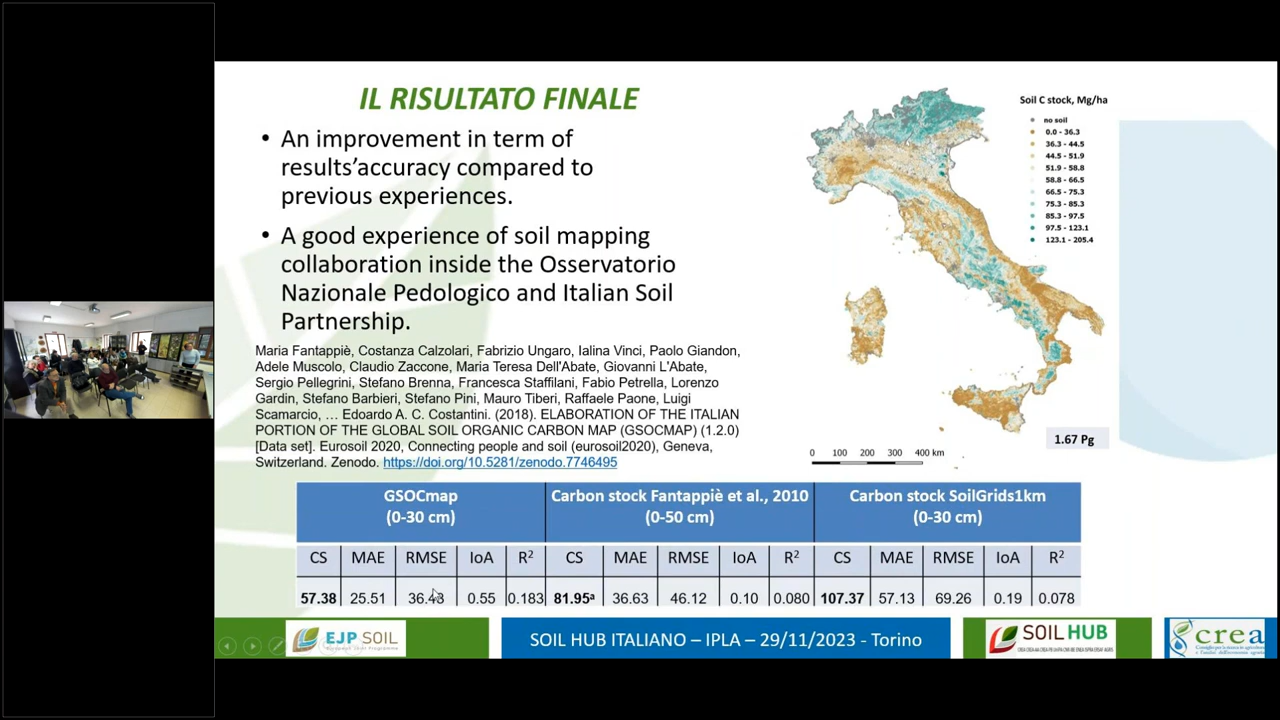 IL RISULTATO FINALE
• An improvement in term of
results'accuracy compared to
previous experiences.
• A good experience of soil mapping
collaboration inside the Osservatorio
Nazionale Pedologico and Italian Soil
Partnership.
Maria Fantappiè, Costanza Calzolari, Fabrizio Ungaro, Ialina Vinci, Paolo Giandon,
Adele Muscolo, Claudio Zaccone, Maria Teresa Dell'Abate, Giovanni L'Abate,
Sergio Pellegrini, Stefano Brenna, Francesca Staffilani, Fabio Petrella, Lorenzo
Gardin, Stefano Barbieri, Stefano Pini, Mauro Tiberi, Raffaele Paone, Luigi
Scamarcio, … Edoardo A. C. Costantini. (2018). ELABORATION OF THE ITALIAN
PORTION OF THE GLOBAL SOIL ORGANIC CARBON MAP (GSOCMAP) (1.2.0)
[Data set]. Eurosoil 2020, Connecting people and soil (eurosoil2020), Geneva,
Switzerland. Zenodo. https://doi.org/10.5281/zenodo.7746495
Soil C stock, Mg/ha
no soil
0.0 - 36.3
36.3 - 44.5
44.5 - 51.9
51.9 - 58.8
58.8 - 66.5
66.5 - 75.3
75.3 - 85.3
85.3 - 97.5
97.5 - 123.1
123.1 - 205.4
1.67 Pg
0 100 200 300 400 km
GSOCmap Carbon stock Fantappiè et al., 2010 Carbon stock SoilGrids1km
(0-30 cm) (0-50 cm) (0-30 cm)
CS MAE RMSE IoA R² CS MAE RMSE IoA R² CS MAE RMSE IoA R²
57.38 25.51 36.43 0.55 0.183 81.95ᵃ 36.63 46.12 0.10 0.080 107.37 57.13 69.26 0.19 0.078
EJP SOIL
European Joint Programme
SOIL HUB ITALIANO – IPLA – 29/11/2023 - Torino
SOIL HUB
crea